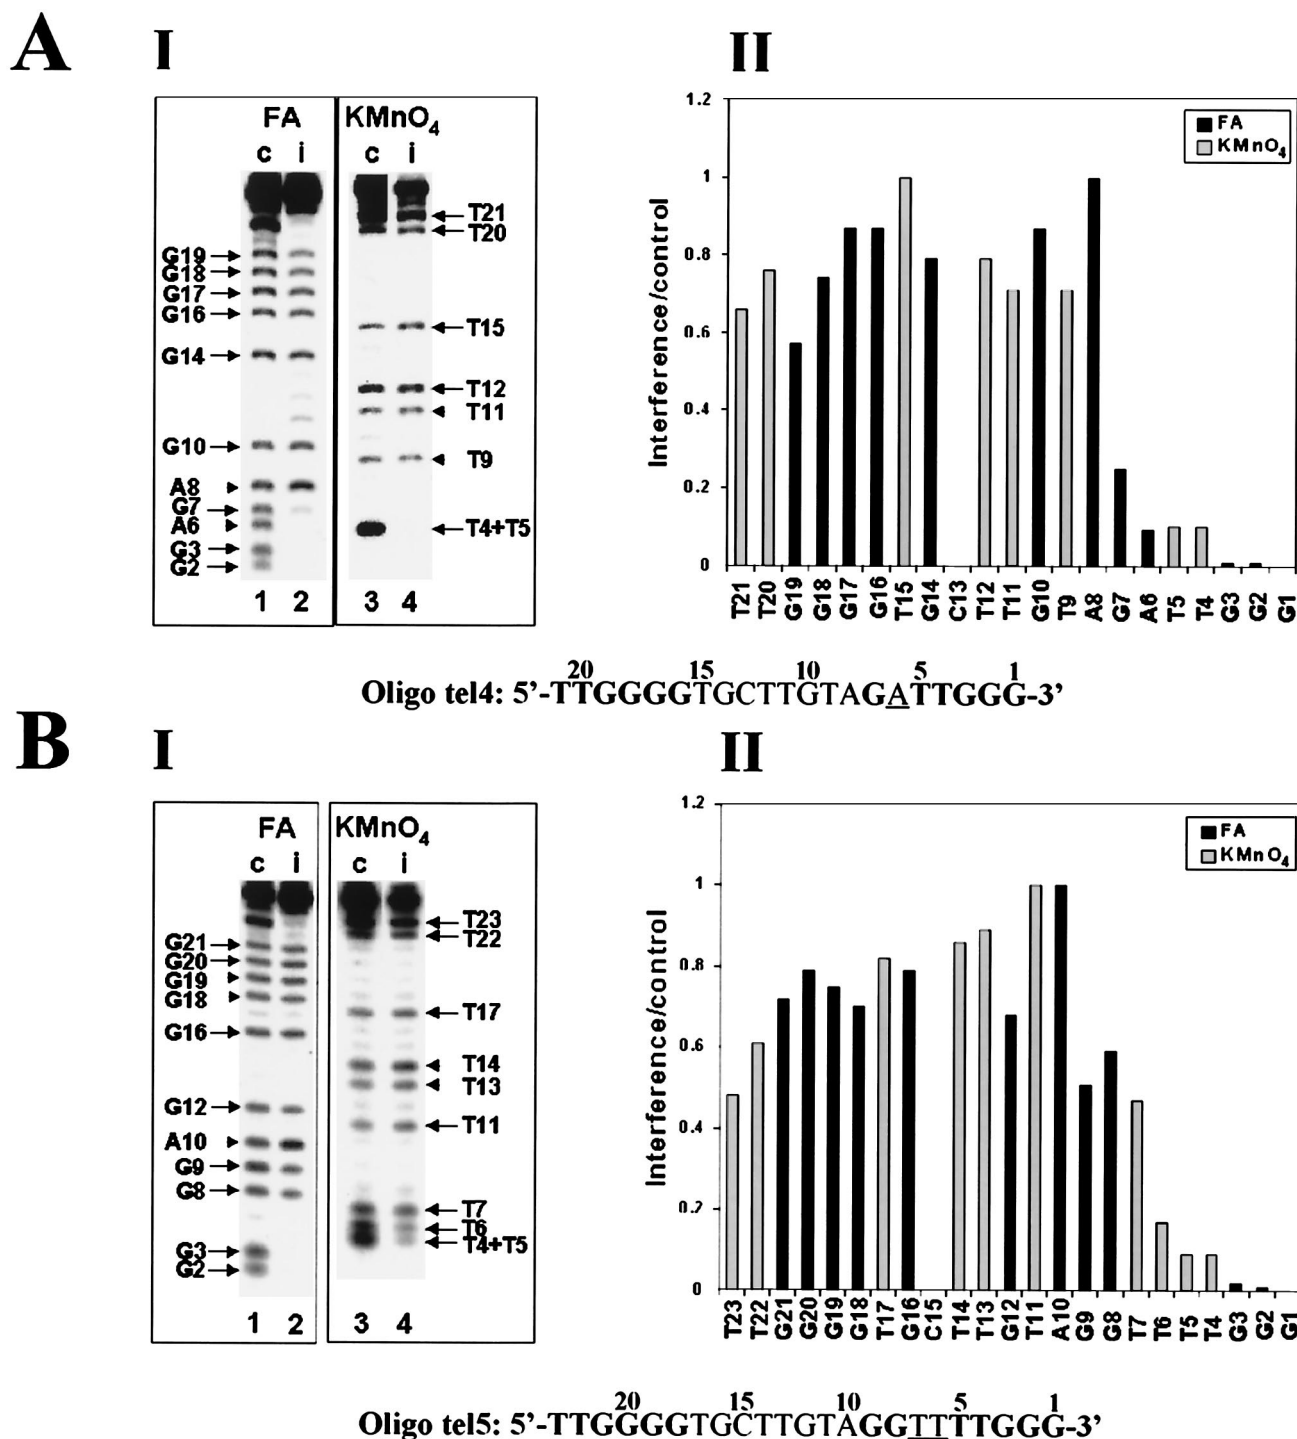 A
I
II
FA
KMnO4
c i
c i
G19
G18
G17
G16
G14
G10
A8
G7
A6
G3
G2
T21
T20
T15
T12
T11
T9
T4+T5
1 2
3 4
Interference/control
1.2
1
0.8
0.6
0.4
0.2
0
FA
KMnO4
T21 T20 G19 G18 G17 G16 T15 G14 C13 T12 T11 G10 T9 A8 G7 A6 T5 T4 G3 G2 G1
20 15 10 5 1
Oligo tel4: 5’-TTGGGGTGCTTGTAGATTGGG-3’
B
I
II
FA
KMnO4
c i
c i
G21
G20
G19
G18
G16
G12
A10
G9
G8
G3
G2
T23
T22
T17
T14
T13
T11
T7
T6
T4+T5
1 2
3 4
Interference/control
1.2
1
0.8
0.6
0.4
0.2
0
FA
KMnO4
T23 T22 G21 G20 G19 G18 T17 G16 C15 T14 T13 G12 T11 A10 G9 G8 T7 T6 T5 T4 G3 G2 G1
20 15 10 5 1
Oligo tel5: 5’-TTGGGGTGCTTGTAGGTTTTGGG-3’